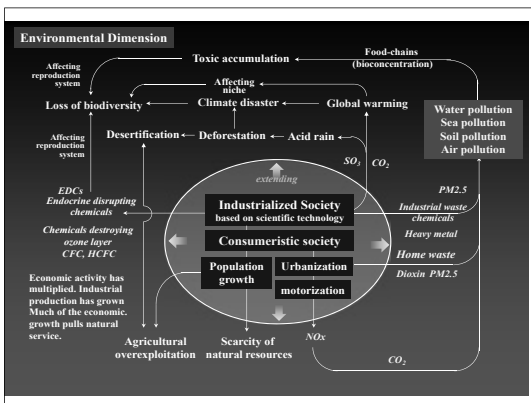 Environmental Dimension
Affecting
reproduction
system
Toxic accumulation
Food-chains
(bioconcentration)
Affecting
niche
Loss of biodiversity
Climate disaster
Global warming
Water pollution
Sea pollution
Soil pollution
Air pollution
Affecting
reproduction
system
Desertification
Deforestation
Acid rain
SO3
CO2
extending
EDCs
Endocrine disrupting
chemicals
Industrialized Society
based on scientific technology
PM2.5
Industrial waste
chemicals
Chemicals destroying
ozone layer
CFC, HCFC
Consumeristic society
Heavy metal
Home waste
Population
growth
Urbanization
motorization
Dioxin PM2.5
Economic activity has
multiplied. Industrial
production has grown
Much of the economic.
growth pulls natural
service.
Agricultural
overexploitation
Scarcity of
natural resources
NOx
CO2